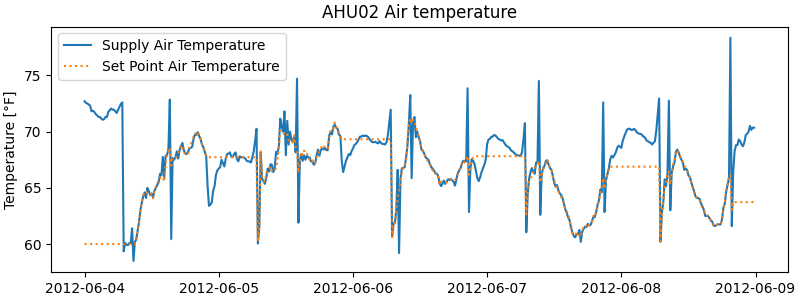 AHU02 Air temperature
Supply Air Temperature
Set Point Air Temperature
Temperature [°F]
75
70
65
60
2012-06-04 2012-06-05 2012-06-06 2012-06-07 2012-06-08 2012-06-09